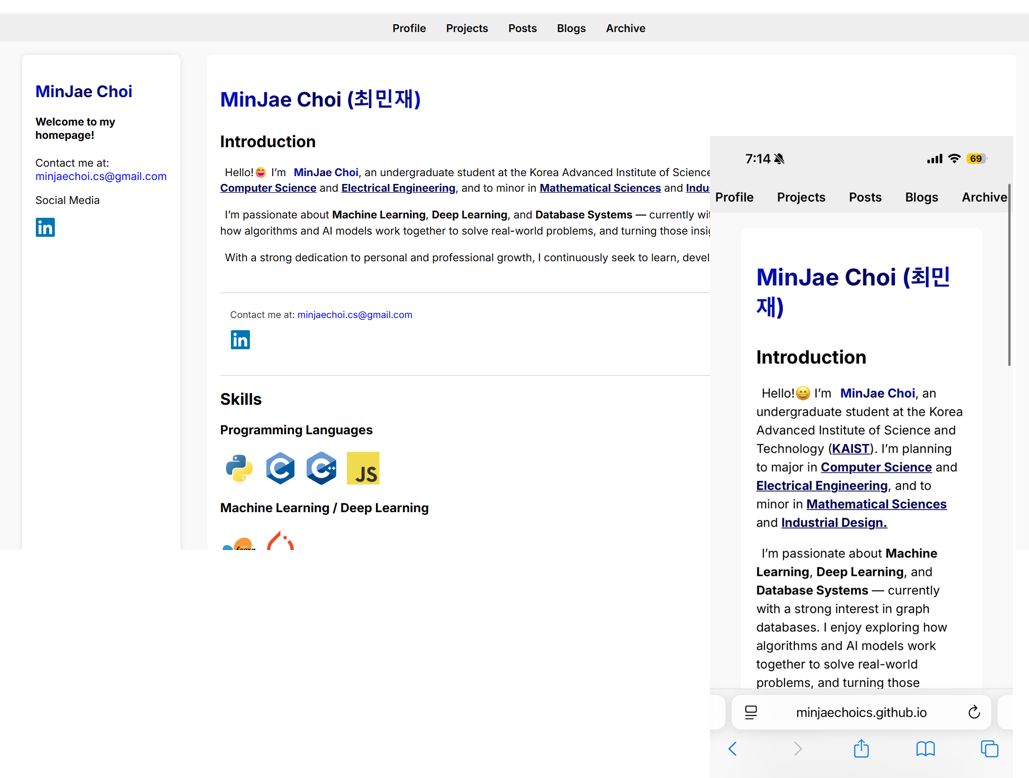 Profile Projects Posts Blogs Archive
MinJae Choi
Welcome to my
homepage!
Contact me at:
minjaechoi.cs@gmail.com
Social Media
in
MinJae Choi (최민재)
Introduction
Hello!😆 I'm MinJae Choi, an undergraduate student at the Korea Advanced Institute of Science
Computer Science and Electrical Engineering, and to minor in Mathematical Sciences and Indus
I'm passionate about Machine Learning, Deep Learning, and Database Systems — currently wit
how algorithms and AI models work together to solve real-world problems, and turning those insig
With a strong dedication to personal and professional growth, I continuously seek to learn, devel
Contact me at: minjaechoi.cs@gmail.com
in
Skills
Programming Languages
C
C++
JS
Machine Learning / Deep Learning
7:14
69
Profile Projects Posts Blogs Archive
MinJae Choi (최민
재)
Introduction
Hello!😄 I'm MinJae Choi, an
undergraduate student at the Korea
Advanced Institute of Science and
Technology (KAIST). I'm planning
to major in Computer Science and
Electrical Engineering, and to
minor in Mathematical Sciences
and Industrial Design.
I'm passionate about Machine
Learning, Deep Learning, and
Database Systems — currently
with a strong interest in graph
databases. I enjoy exploring how
algorithms and AI models work
together to solve real-world
problems, and turning those
minjaechoics.github.io